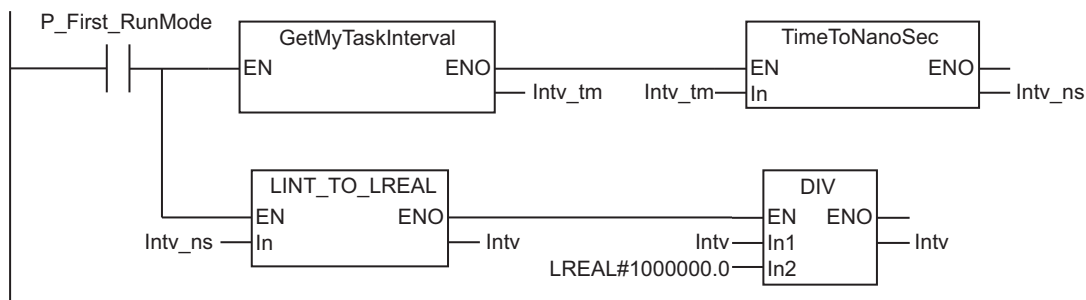 P_First_RunMode
GetMyTaskInterval
TimeToNanoSec
EN ENO EN ENO
Intv_tm Intv_tm In Intv_ns
LINT_TO_LREAL DIV
EN ENO EN ENO
Intv_ns In Intv Intv In1 Intv
LREAL#1000000.0 In2